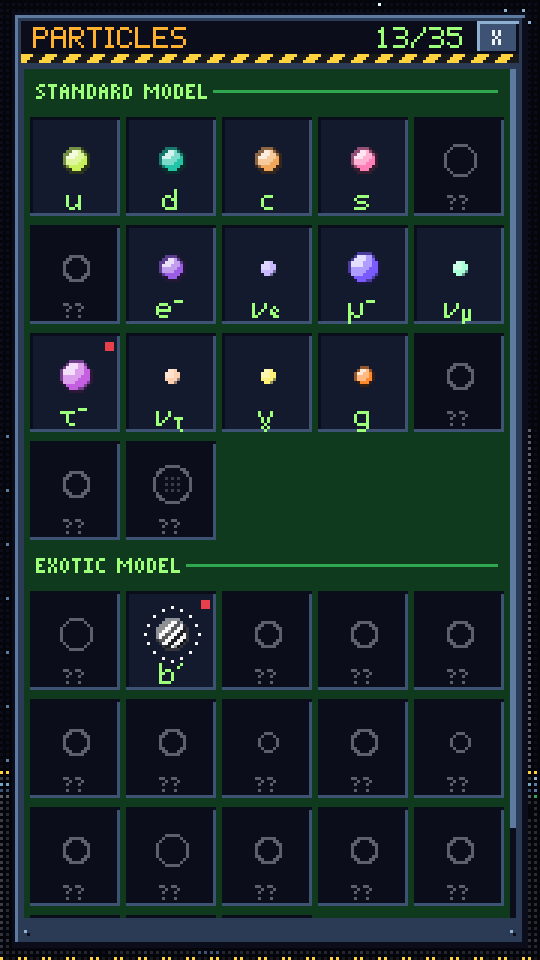 PARTICLES 13/35 X
STANDARD MODEL
u d c s ??
?? e⁻ νe μ⁻ νμ
τ⁻ ντ γ g ??
?? ??
EXOTIC MODEL
?? b′ ?? ?? ??
?? ?? ?? ?? ??
?? ?? ?? ?? ??